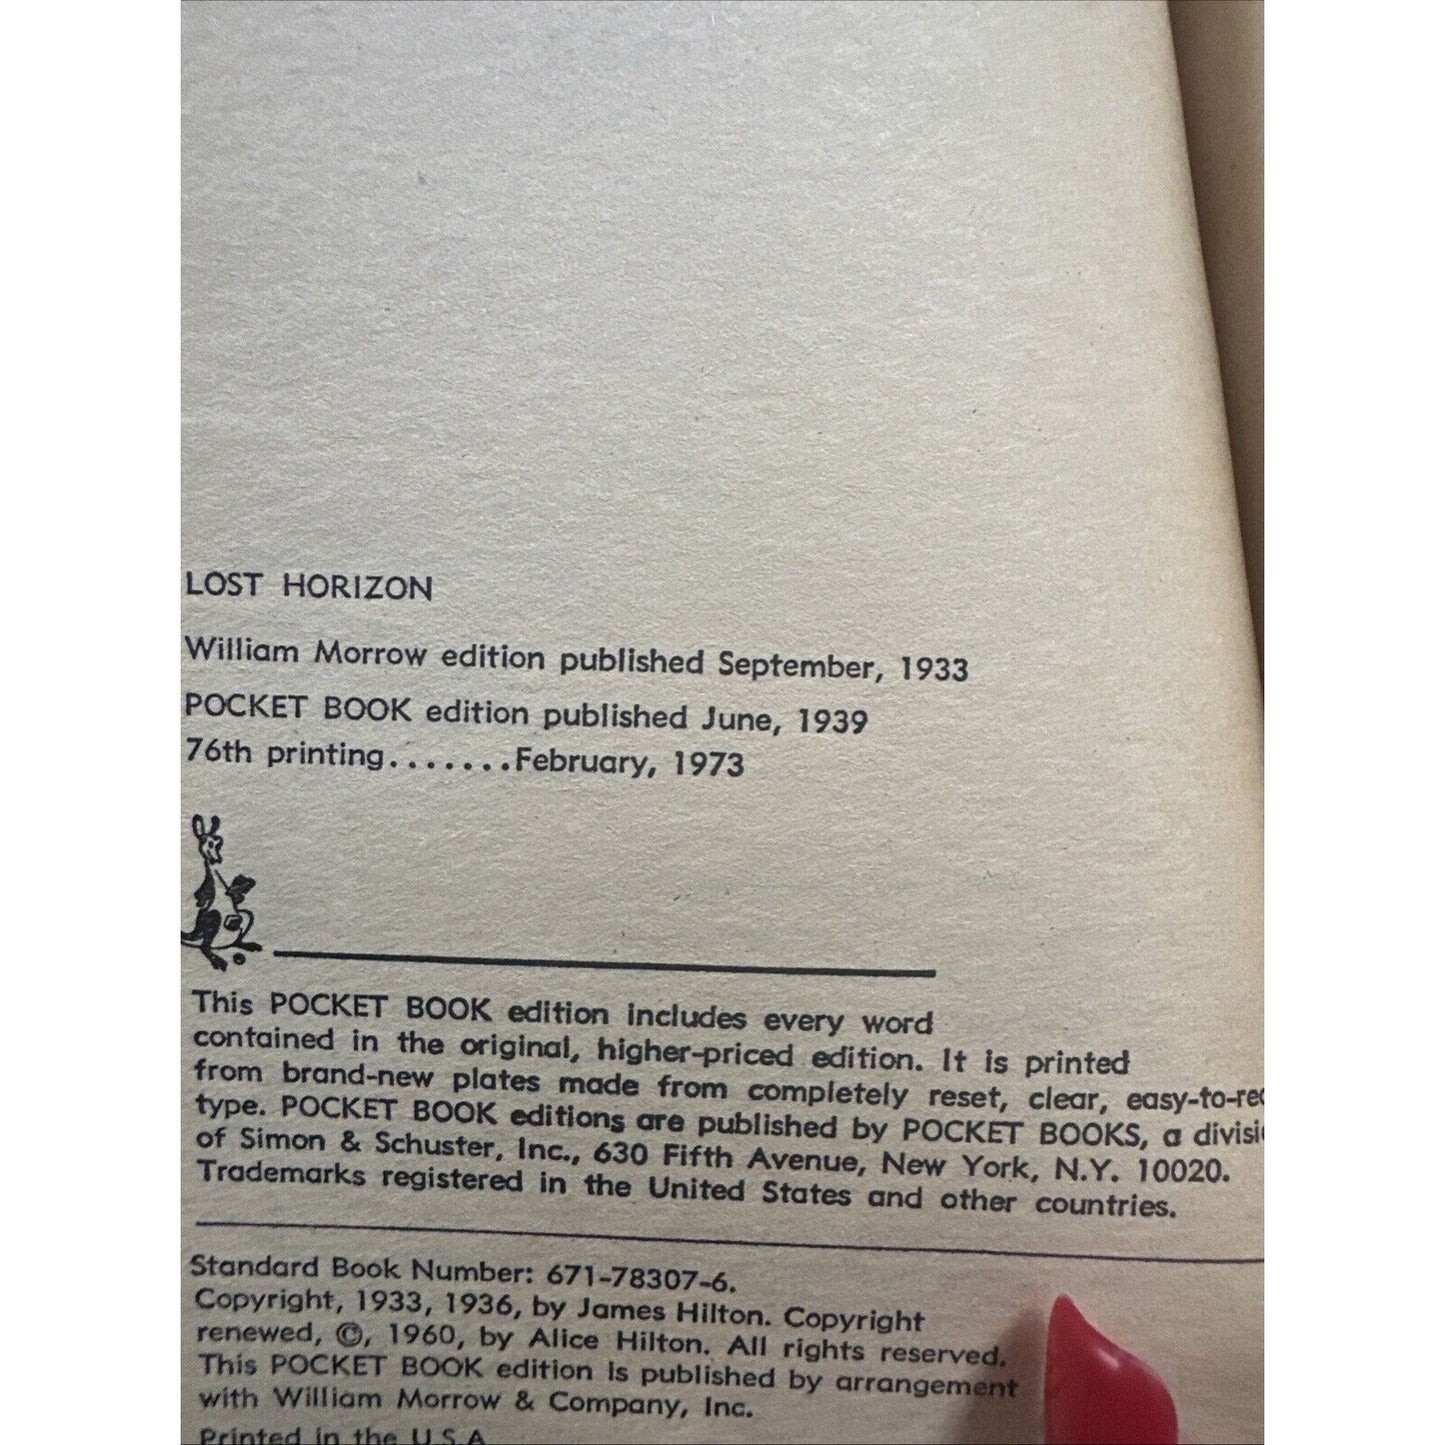 LOST HORIZON
William Morrow edition published September, 1933
POCKET BOOK edition published June, 1939
76th printing.......February, 1973
This POCKET BOOK edition includes every word
contained in the original, higher-priced edition. It is printed
from brand-new plates made from completely reset, clear, easy-to-rea
type. POCKET BOOK editions are published by POCKET BOOKS, a divisi
of Simon & Schuster, Inc., 630 Fifth Avenue, New York, N.Y. 10020.
Trademarks registered in the United States and other countries.
Standard Book Number: 671-78307-6.
Copyright, 1933, 1936, by James Hilton. Copyright
renewed, ©, 1960, by Alice Hilton. All rights reserved.
This POCKET BOOK edition is published by arrangement
with William Morrow & Company, Inc.
Printed in the U.S.A